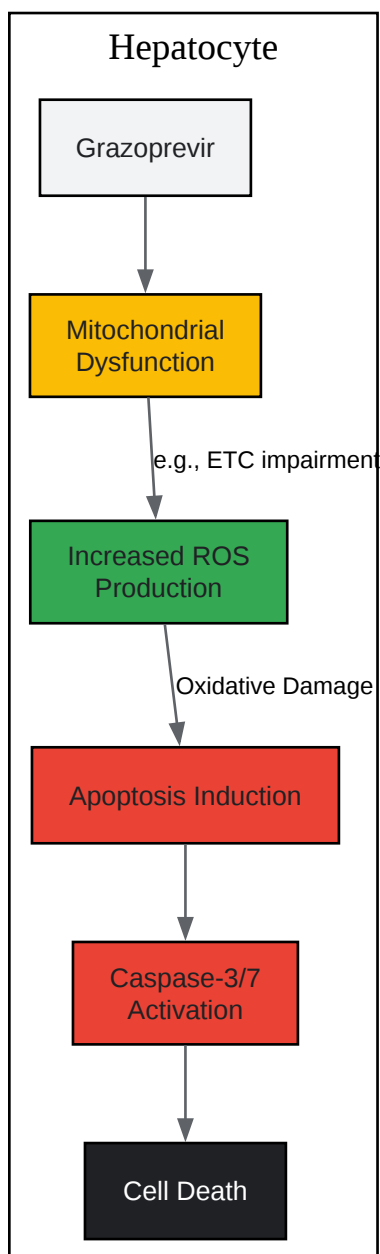 Hepatocyte
Grazoprevir
Mitochondrial
Dysfunction
e.g., ETC impairment
Increased ROS
Production
Oxidative Damage
Apoptosis Induction
Caspase-3/7
Activation
Cell Death